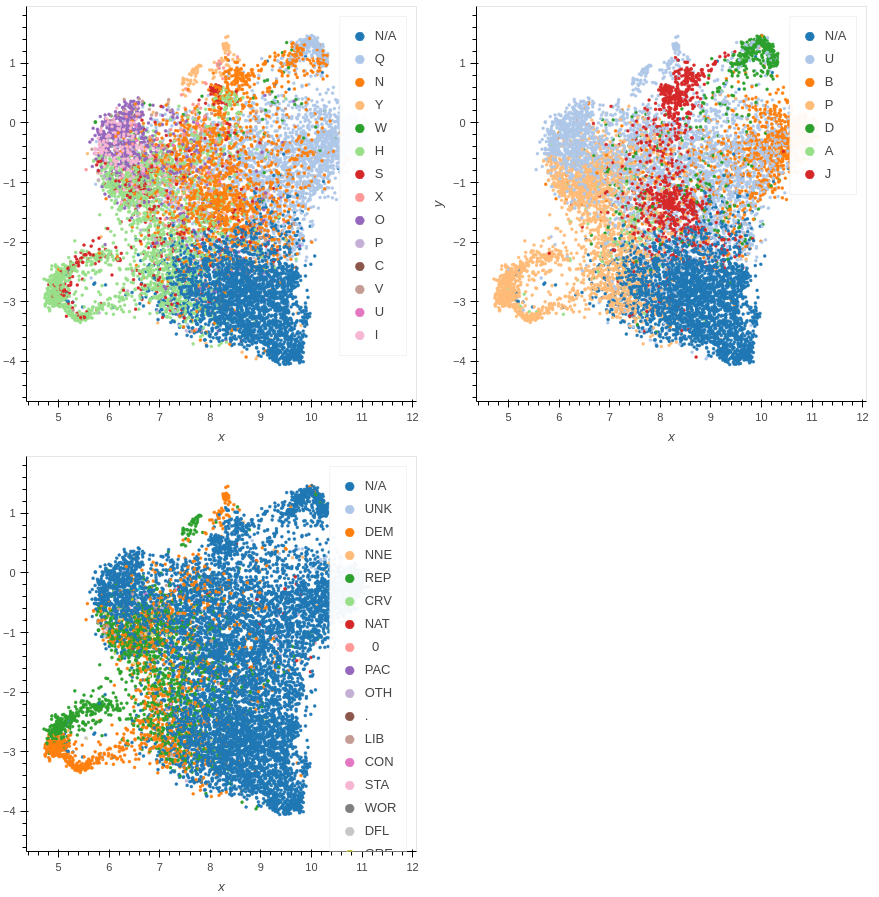 N/A
Q
N
Y
W
H
S
X
O
P
C
V
U
I
1
0
−1
−2
−3
−4
5 6 7 8 9 10 11 12
x
N/A
U
B
P
D
A
J
y
1
0
−1
−2
−3
−4
5 6 7 8 9 10 11 12
x
N/A
UNK
DEM
NNE
REP
CRV
NAT
0
PAC
OTH
.
LIB
CON
STA
WOR
DFL
1
0
−1
−2
−3
−4
5 6 7 8 9 10 11 12
x